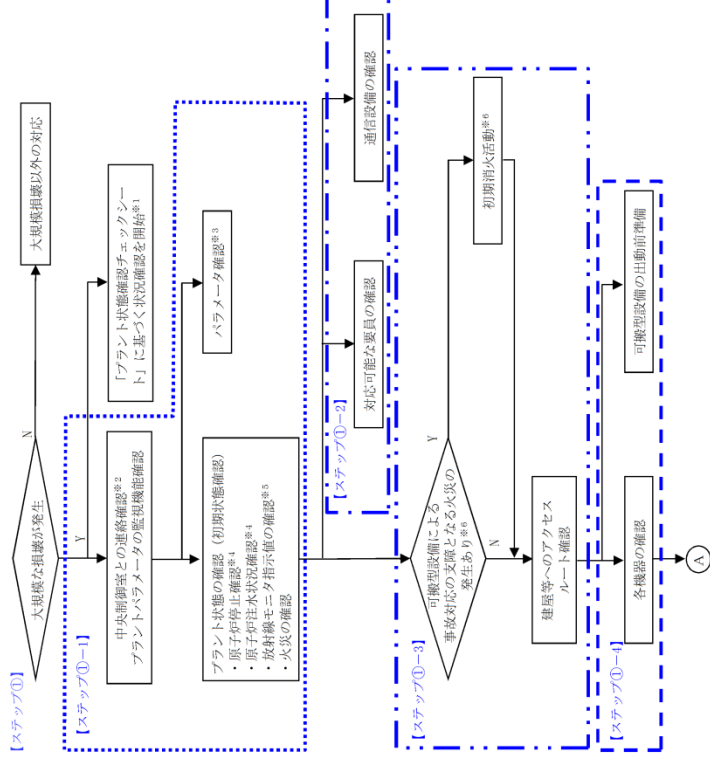 【ステップ①】
大規模な損壊が発生
N
大規模損壊以外の対応
Y
【ステップ①-1】
中央制御室との連絡確認※2
プラントパラメータの監視機能確認
「プラント状態確認チェックシー
ト」に基づく状況確認を開始※1
プラント状態の確認（初期状態確認）
・原子炉停止確認※4
・原子炉注水状況確認※4
・放射線モニタ指示値の確認※5
・火災の確認
パラメータ確認※3
【ステップ①-2】
対応可能な要員の確認
通信設備の確認
【ステップ①-3】
可搬型設備による
事故対応の支障となる火災の
発生あり※6
Y
初期消火活動※6
N
建屋等へのアクセス
ルート確認
【ステップ①-4】
各機器の確認
可搬型設備の出動前準備
A